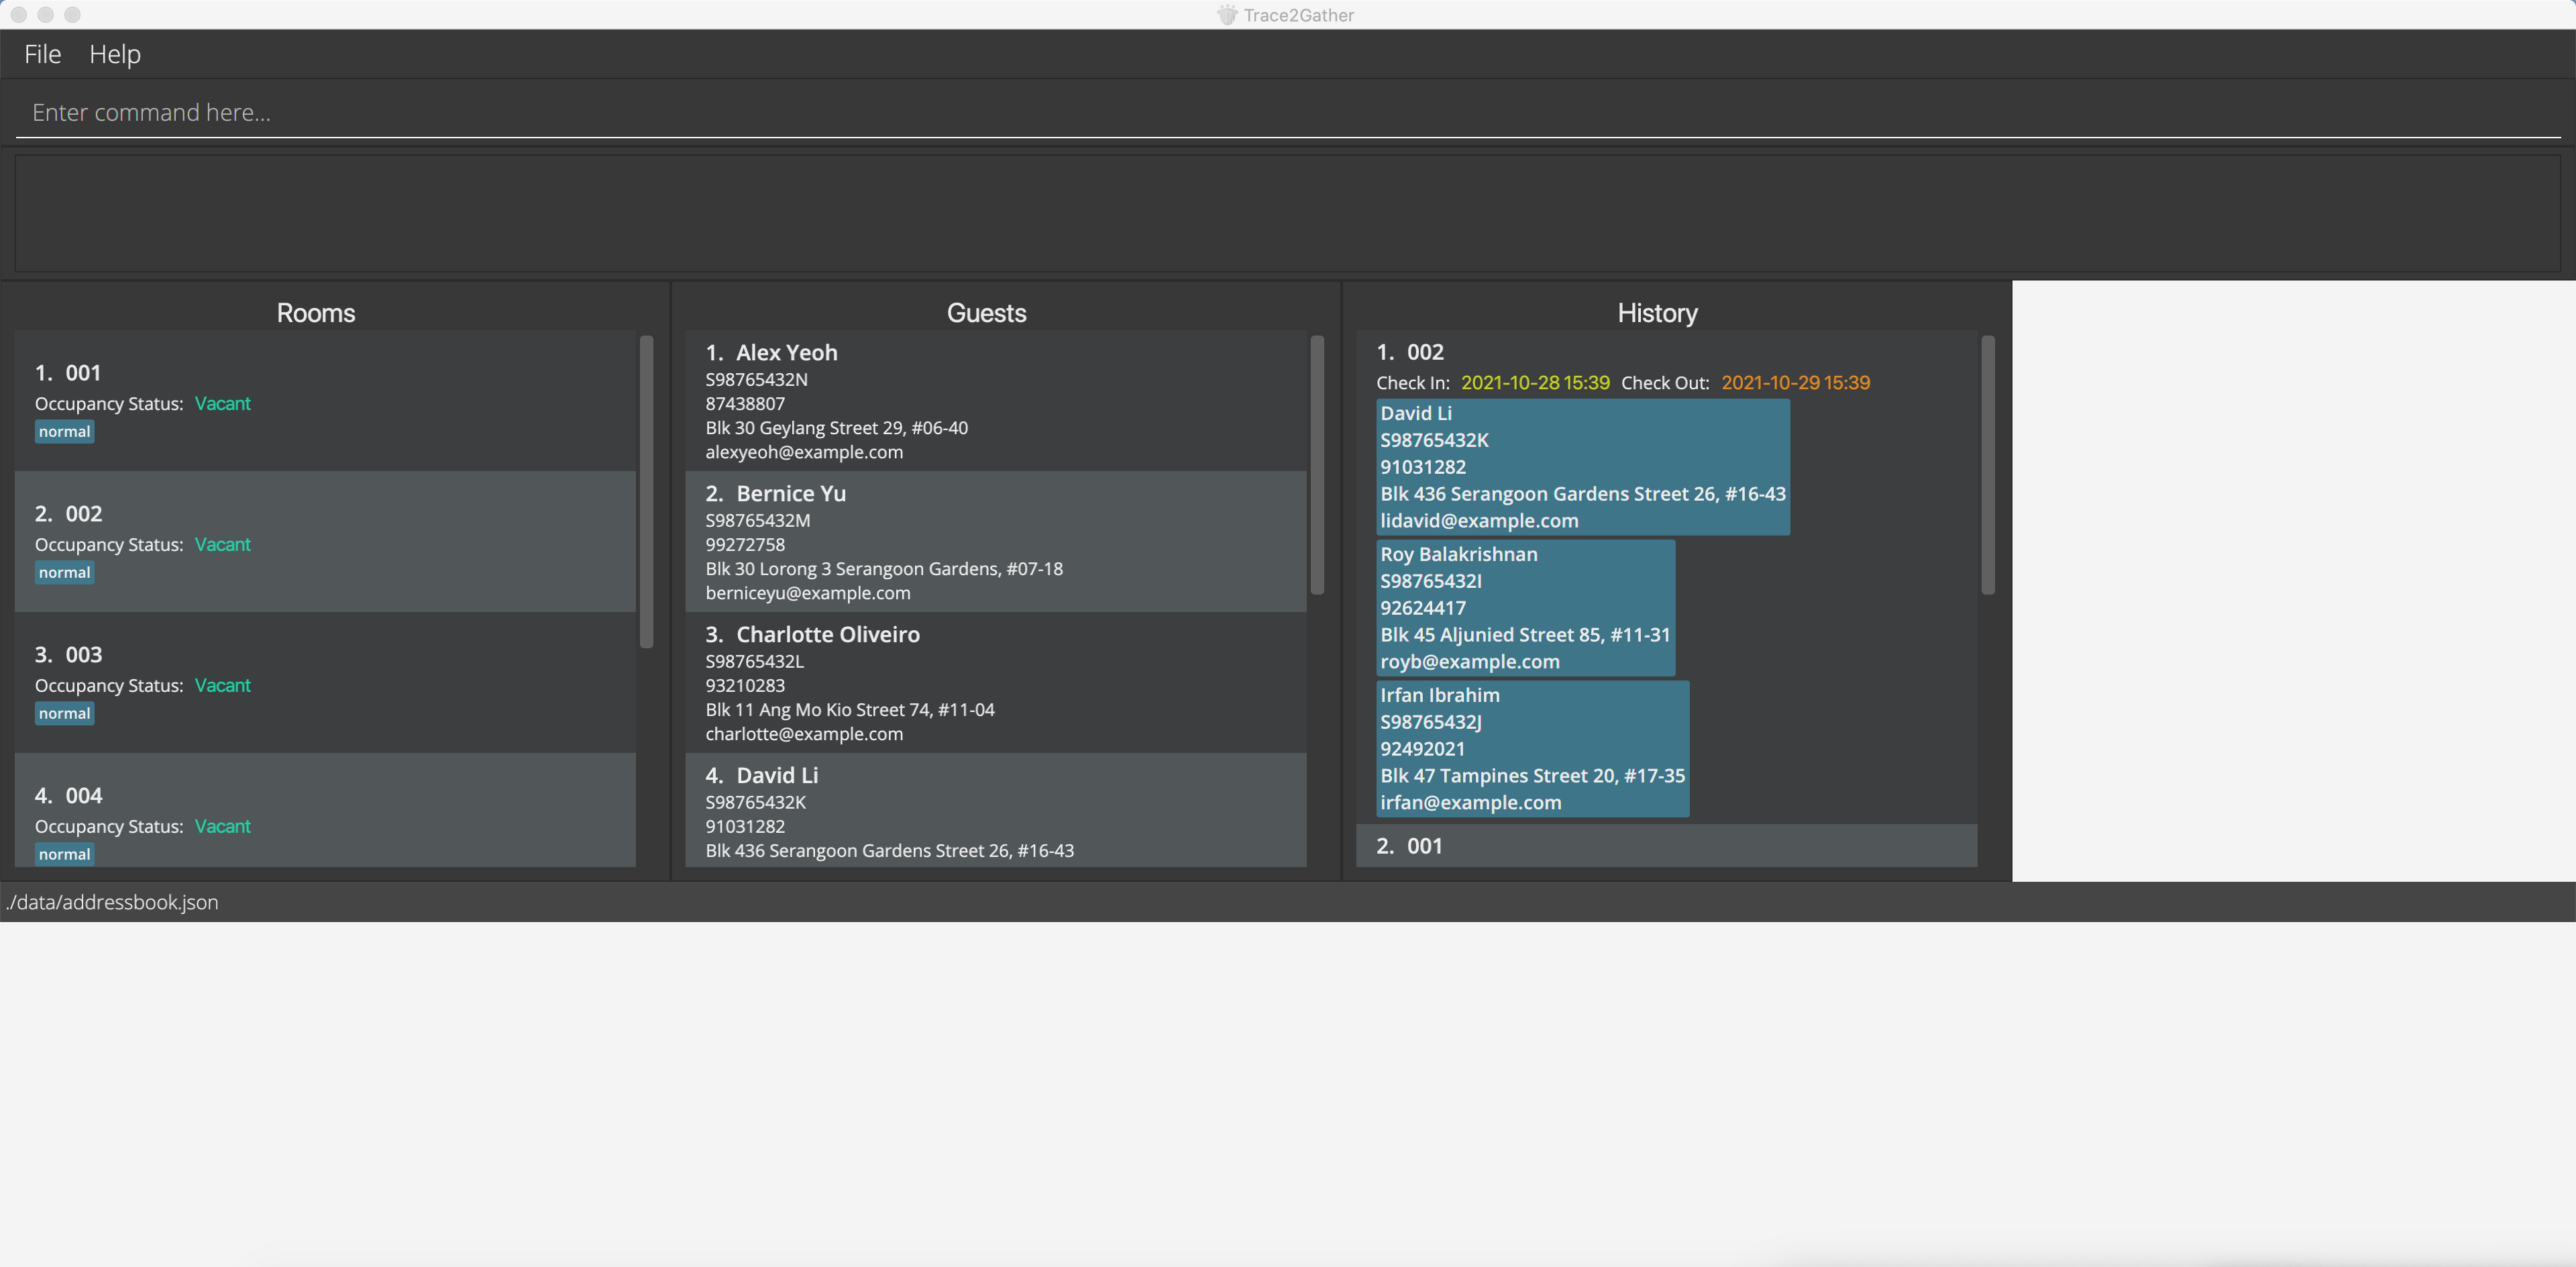 Trace2Gather
File Help
Enter command here...
Rooms
1. 001
Occupancy Status: Vacant
normal
2. 002
Occupancy Status: Vacant
normal
3. 003
Occupancy Status: Vacant
normal
4. 004
Occupancy Status: Vacant
normal
Guests
1. Alex Yeoh
S98765432N
87438807
Blk 30 Geylang Street 29, #06-40
alexyeoh@example.com
2. Bernice Yu
S98765432M
99272758
Blk 30 Lorong 3 Serangoon Gardens, #07-18
berniceyu@example.com
3. Charlotte Oliveiro
S98765432L
93210283
Blk 11 Ang Mo Kio Street 74, #11-04
charlotte@example.com
4. David Li
S98765432K
91031282
Blk 436 Serangoon Gardens Street 26, #16-43
History
1. 002
Check In: 2021-10-28 15:39 Check Out: 2021-10-29 15:39
David Li
S98765432K
91031282
Blk 436 Serangoon Gardens Street 26, #16-43
lidavid@example.com
Roy Balakrishnan
S98765432I
92624417
Blk 45 Aljunied Street 85, #11-31
royb@example.com
Irfan Ibrahim
S98765432J
92492021
Blk 47 Tampines Street 20, #17-35
irfan@example.com
2. 001
./data/addressbook.json